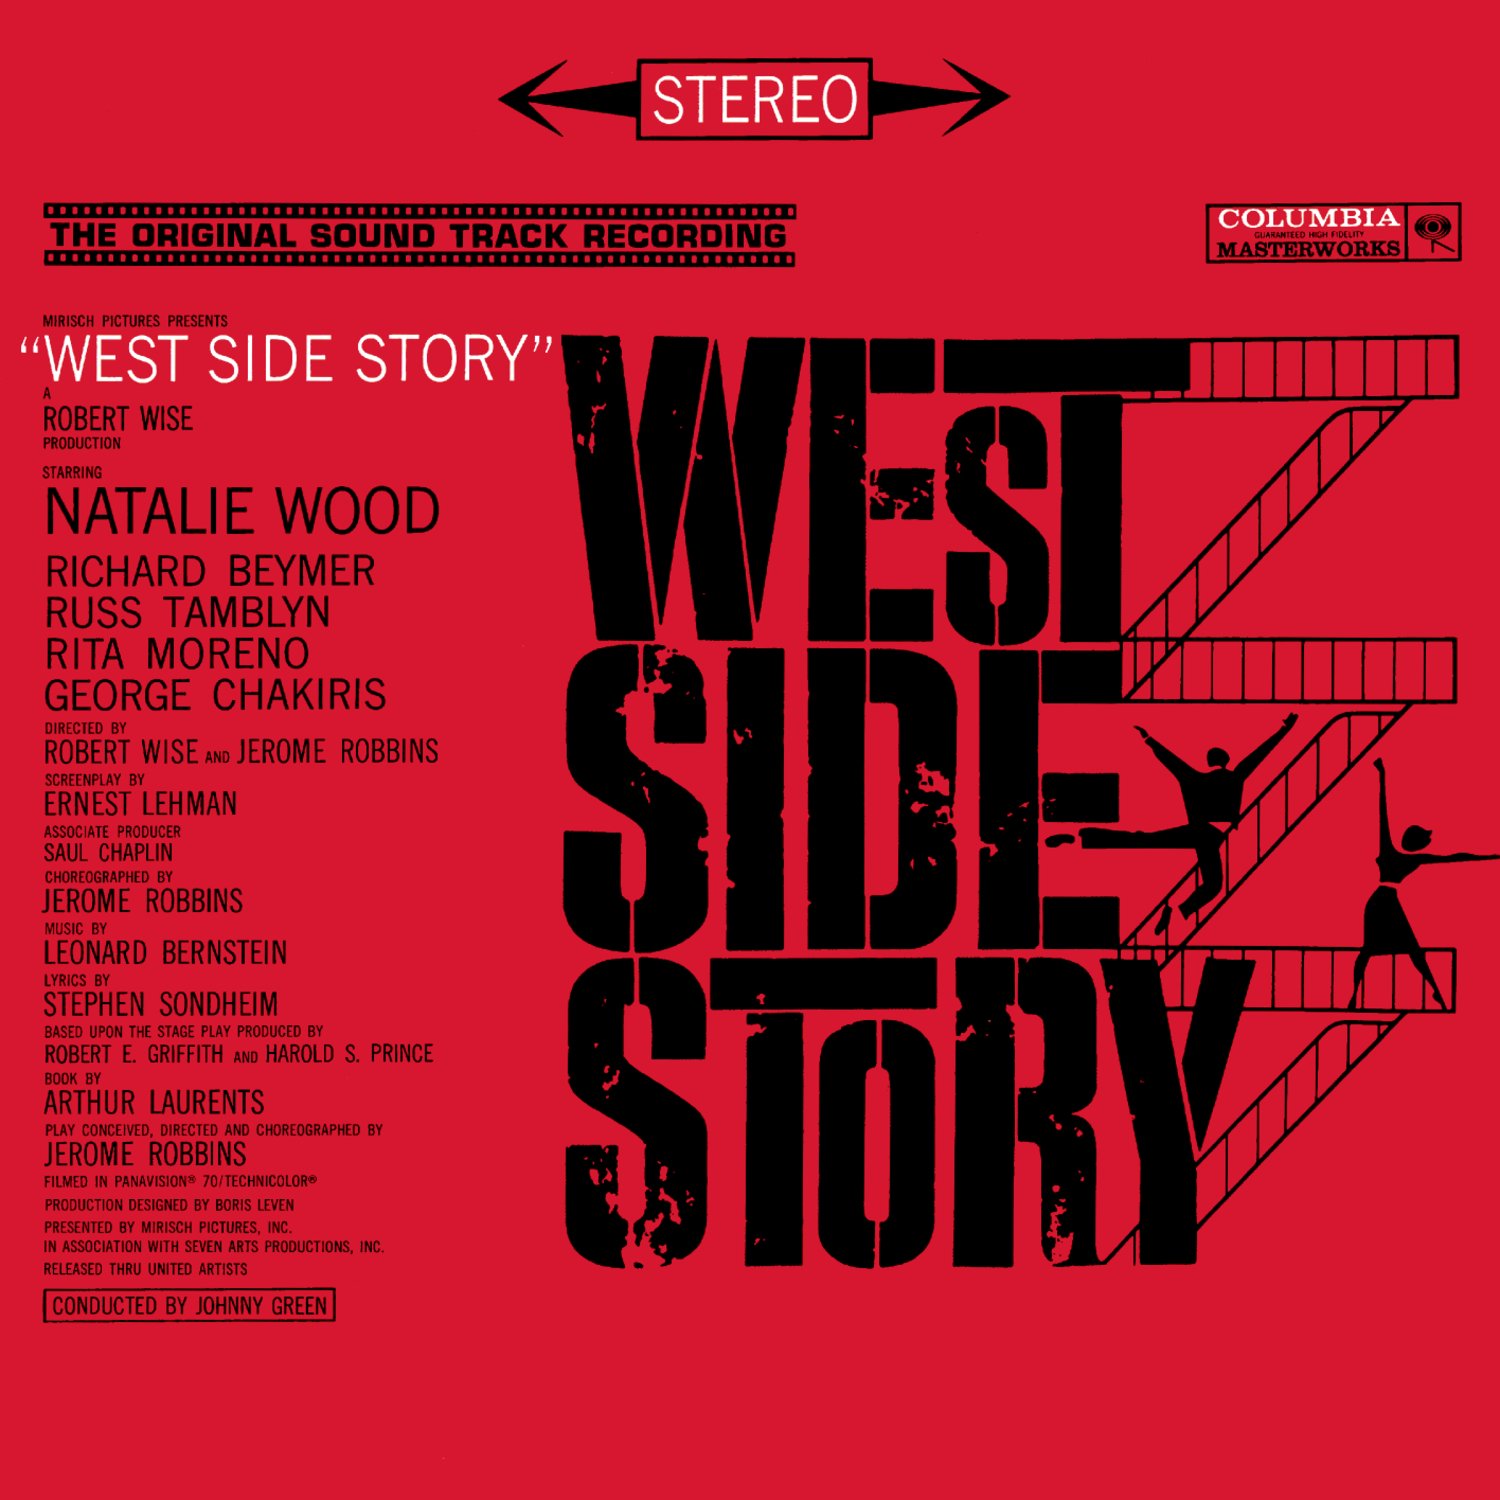 STEREO
THE ORIGINAL SOUND TRACK RECORDING
COLUMBIA
GUARANTEED HIGH FIDELITY
MASTERWORKS
MIRISCH PICTURES PRESENTS
“WEST SIDE STORY”
A
ROBERT WISE
PRODUCTION
STARRING
NATALIE WOOD
RICHARD BEYMER
RUSS TAMBLYN
RITA MORENO
GEORGE CHAKIRIS
DIRECTED BY
ROBERT WISE AND JEROME ROBBINS
SCREENPLAY BY
ERNEST LEHMAN
ASSOCIATE PRODUCER
SAUL CHAPLIN
CHOREOGRAPHED BY
JEROME ROBBINS
MUSIC BY
LEONARD BERNSTEIN
LYRICS BY
STEPHEN SONDHEIM
BASED UPON THE STAGE PLAY PRODUCED BY
ROBERT E. GRIFFITH AND HAROLD S. PRINCE
BOOK BY
ARTHUR LAURENTS
PLAY CONCEIVED, DIRECTED AND CHOREOGRAPHED BY
JEROME ROBBINS
FILMED IN PANAVISION® 70/TECHNICOLOR®
PRODUCTION DESIGNED BY BORIS LEVEN
PRESENTED BY MIRISCH PICTURES, INC.
IN ASSOCIATION WITH SEVEN ARTS PRODUCTIONS, INC.
RELEASED THRU UNITED ARTISTS
CONDUCTED BY JOHNNY GREEN
WEST
SIDE
STORY